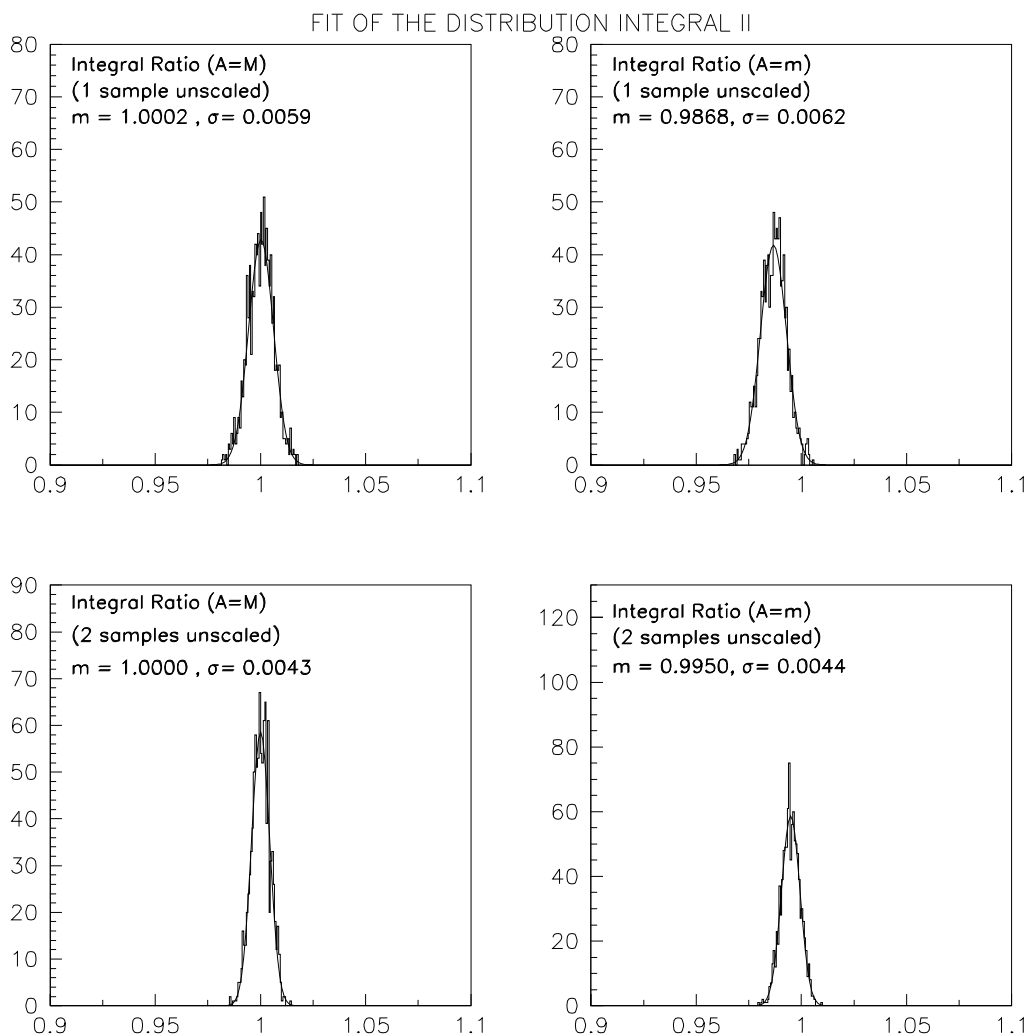 FIT OF THE DISTRIBUTION INTEGRAL II
80
70
60
50
40
30
20
10
0
Integral Ratio (A=M)
(1 sample unscaled)
m = 1.0002 , σ= 0.0059
0.9 0.95 1 1.05 1.1
80
70
60
50
40
30
20
10
0
Integral Ratio (A=m)
(1 sample unscaled)
m = 0.9868, σ= 0.0062
0.9 0.95 1 1.05 1.1
90
80
70
60
50
40
30
20
10
0
Integral Ratio (A=M)
(2 samples unscaled)
m = 1.0000 , σ= 0.0043
0.9 0.95 1 1.05 1.1
120
100
80
60
40
20
0
Integral Ratio (A=m)
(2 samples unscaled)
m = 0.9950, σ= 0.0044
0.9 0.95 1 1.05 1.1